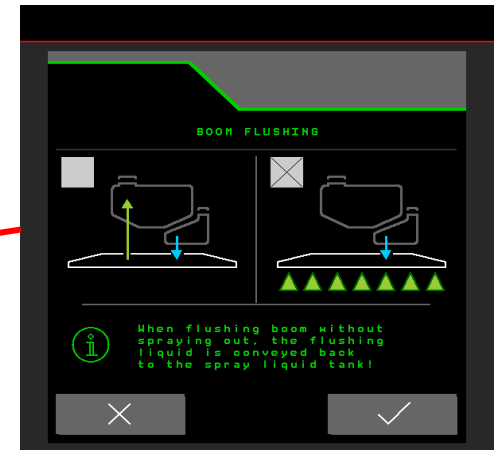 BOOM FLUSHING
When flushing boom without
spraying out, the flushing
liquid is conveyed back
to the spray liquid tank!